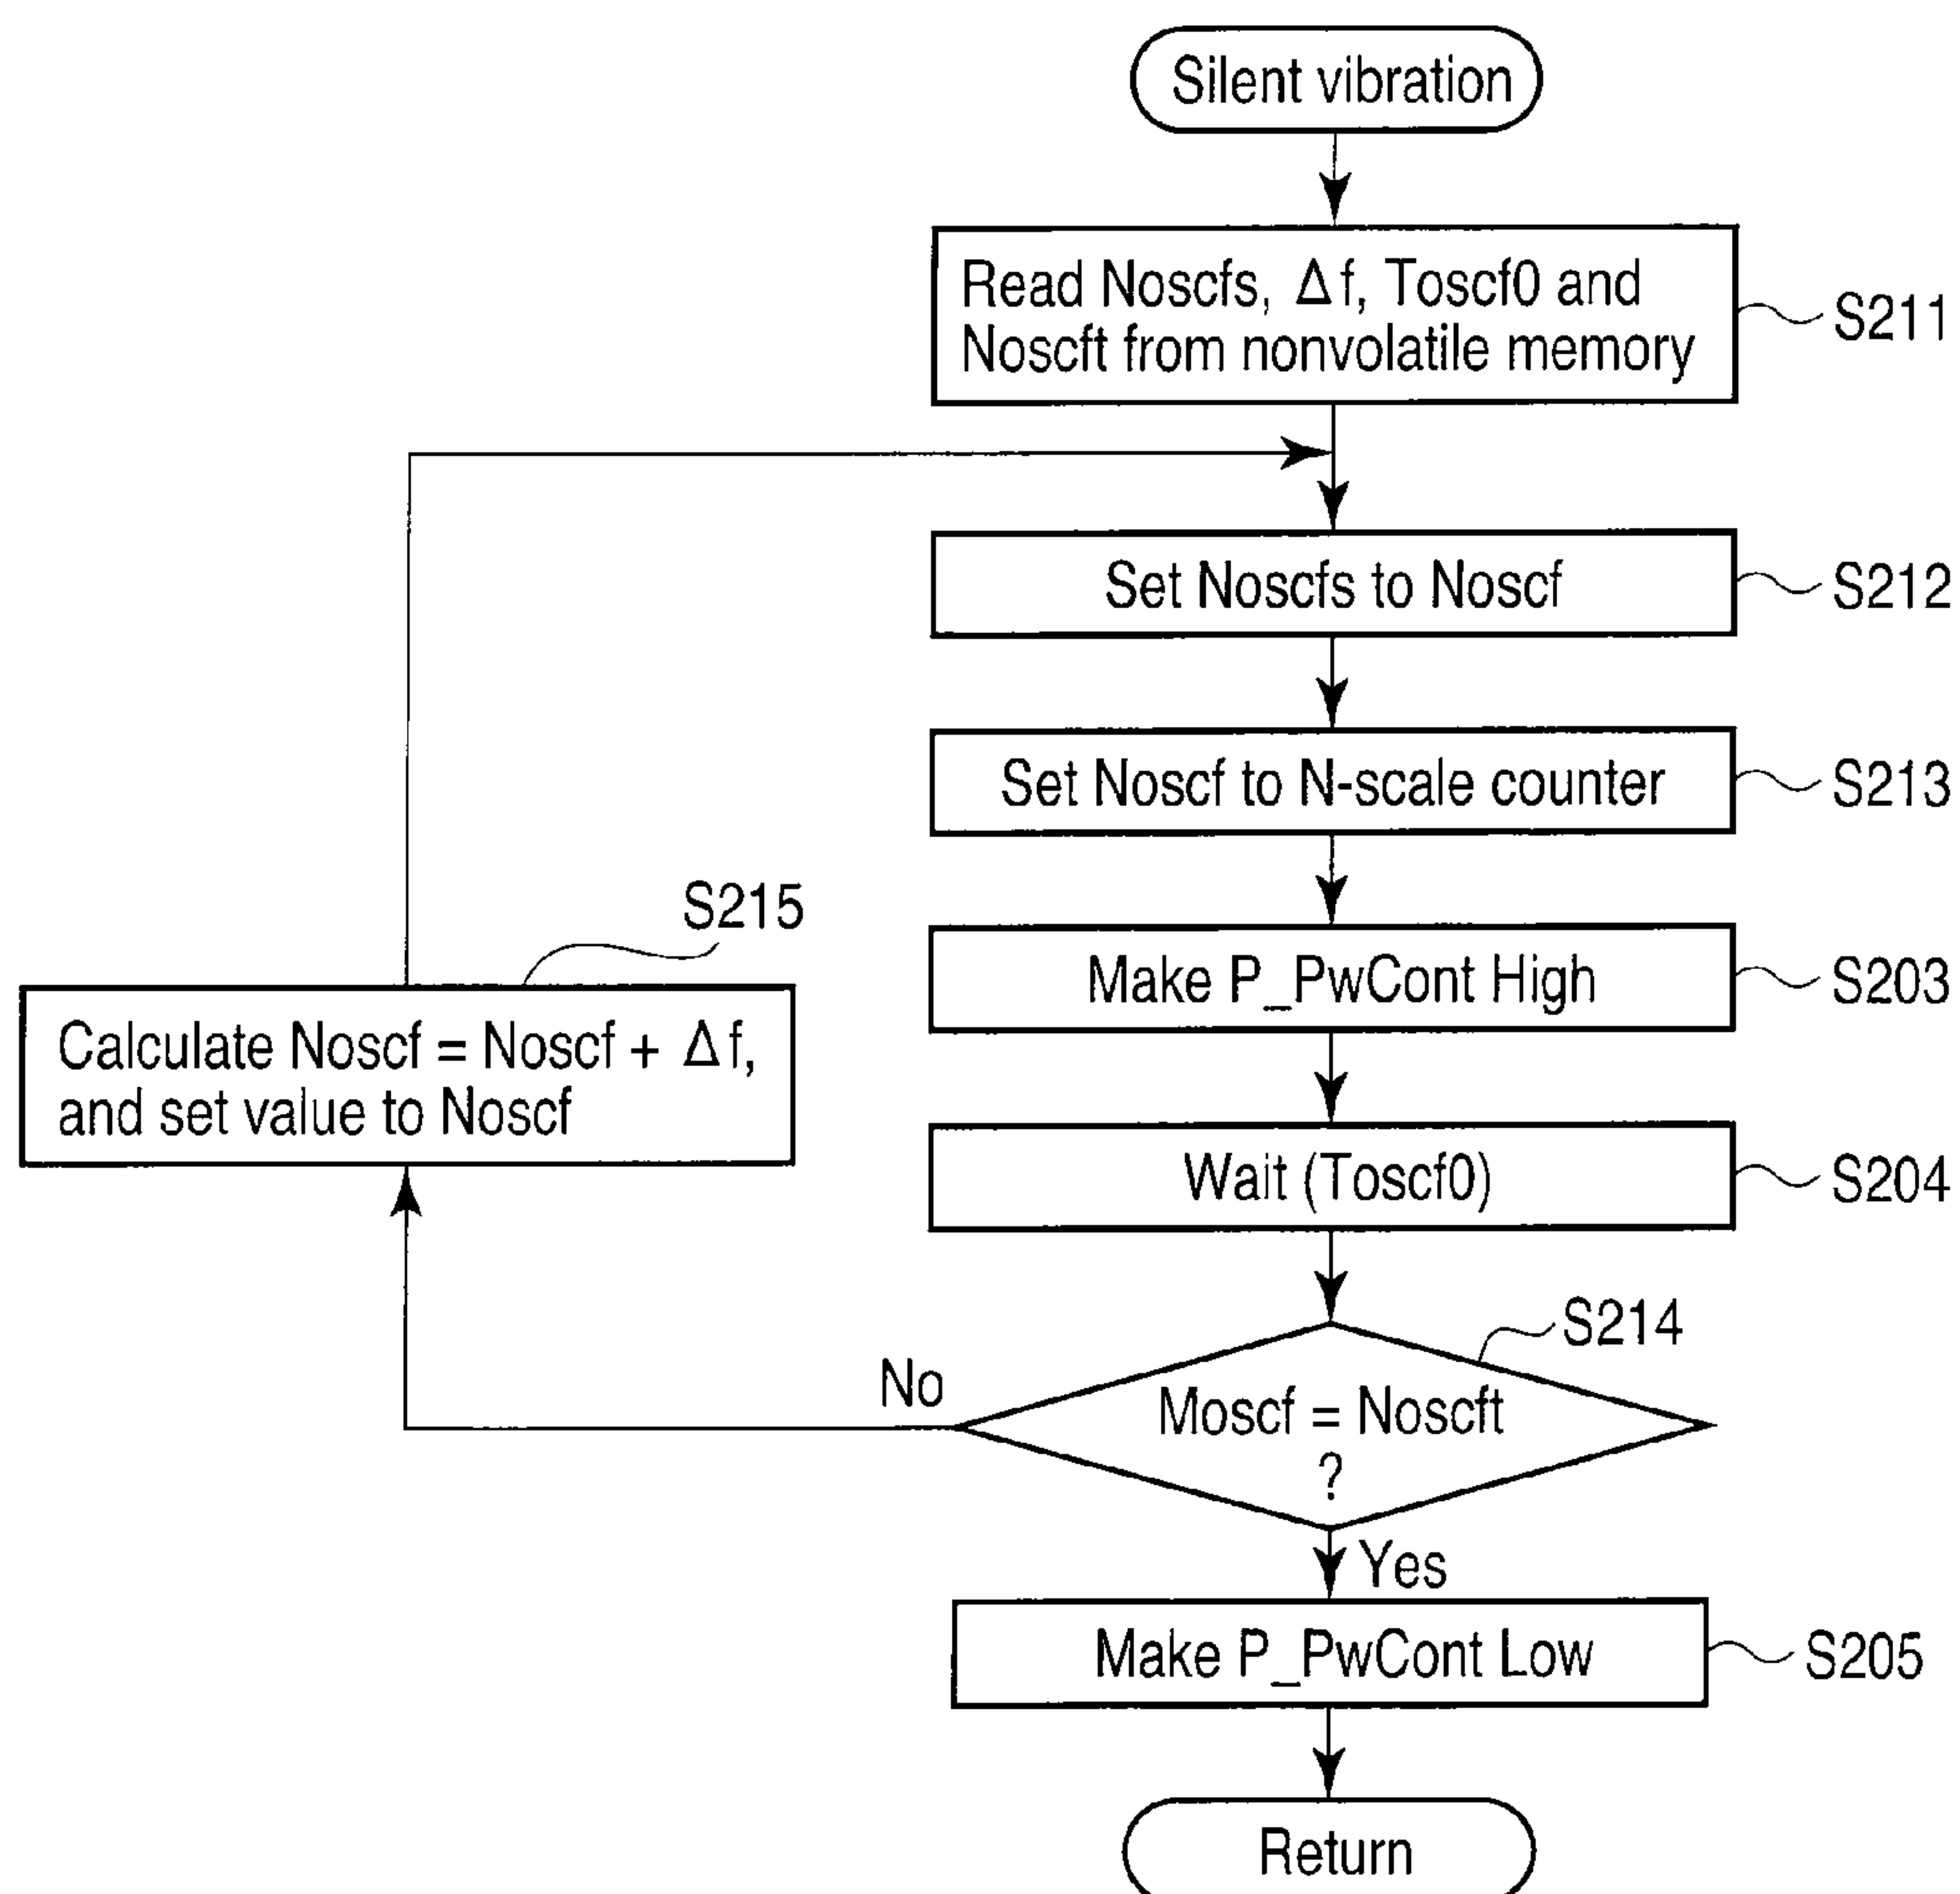 Silent vibration
Read Noscfs, Δf, Toscf0 and
Noscft from nonvolatile memory
S211
Set Noscfs to Noscf
S212
Set Noscf to N-scale counter
S213
S215
Make P_PwCont High
S203
Calculate Noscf = Noscf + Δf,
and set value to Noscf
Wait (Toscf0)
S204
S214
No
Moscf = Noscft
?
Yes
Make P_PwCont Low
S205
Return